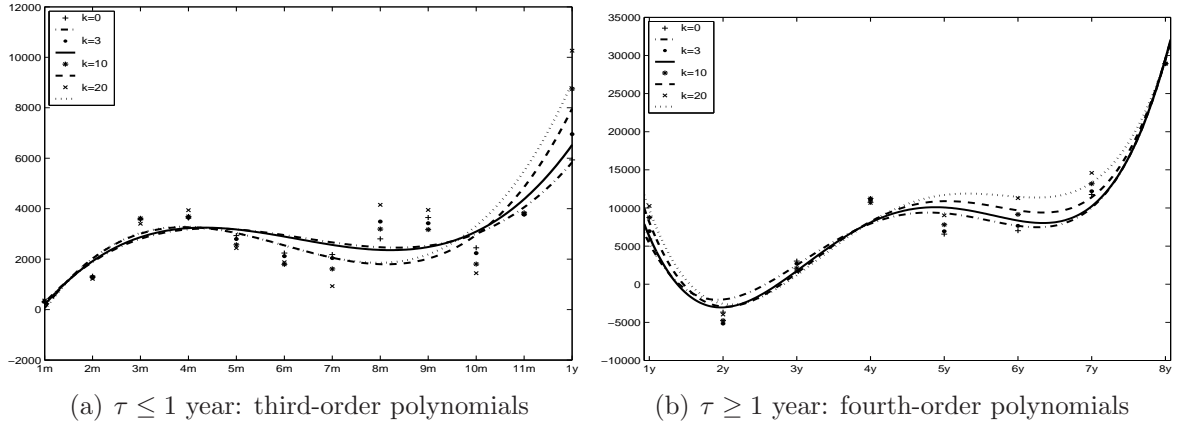 12000
10000
8000
6000
4000
2000
0
−2000
k=0
k=3
k=10
k=20
1m 2m 3m 4m 5m 6m 7m 8m 9m 10m 11m 1y
(a) τ ≤ 1 year: third-order polynomials
35000
30000
25000
20000
15000
10000
5000
0
−5000
−10000
k=0
k=3
k=10
k=20
1y 2y 3y 4y 5y 6y 7y 8y
(b) τ ≥ 1 year: fourth-order polynomials